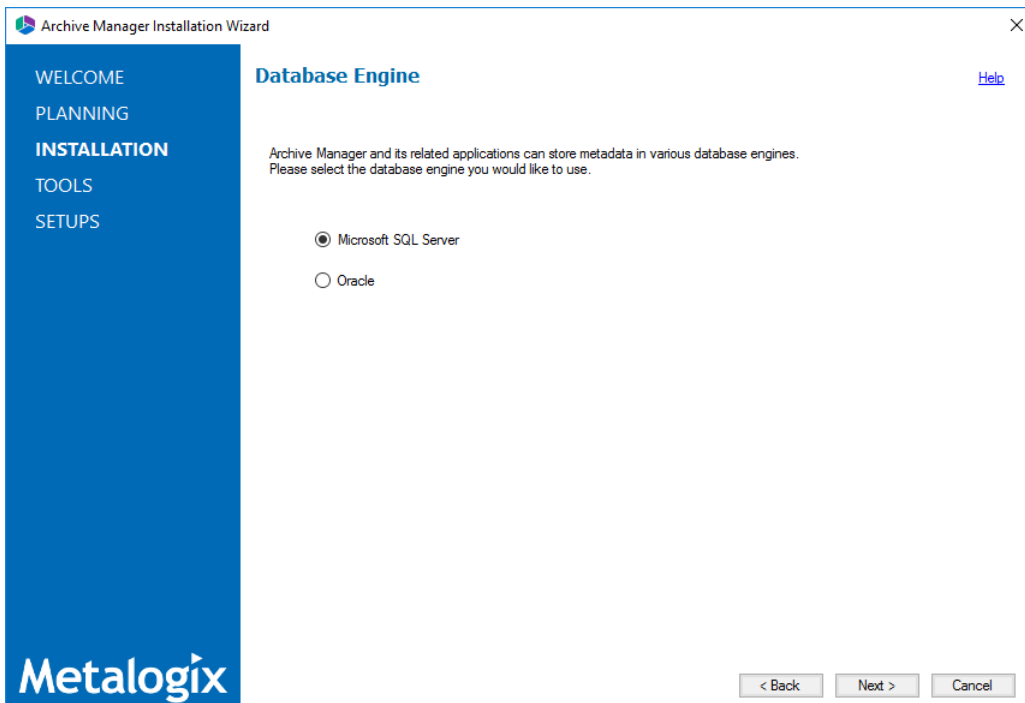 Archive Manager Installation Wizard
WELCOME
PLANNING
INSTALLATION
TOOLS
SETUPS
Database Engine
Help
Archive Manager and its related applications can store metadata in various database engines.
Please select the database engine you would like to use.
Microsoft SQL Server
Oracle
Metalogix
< Back
Next >
Cancel